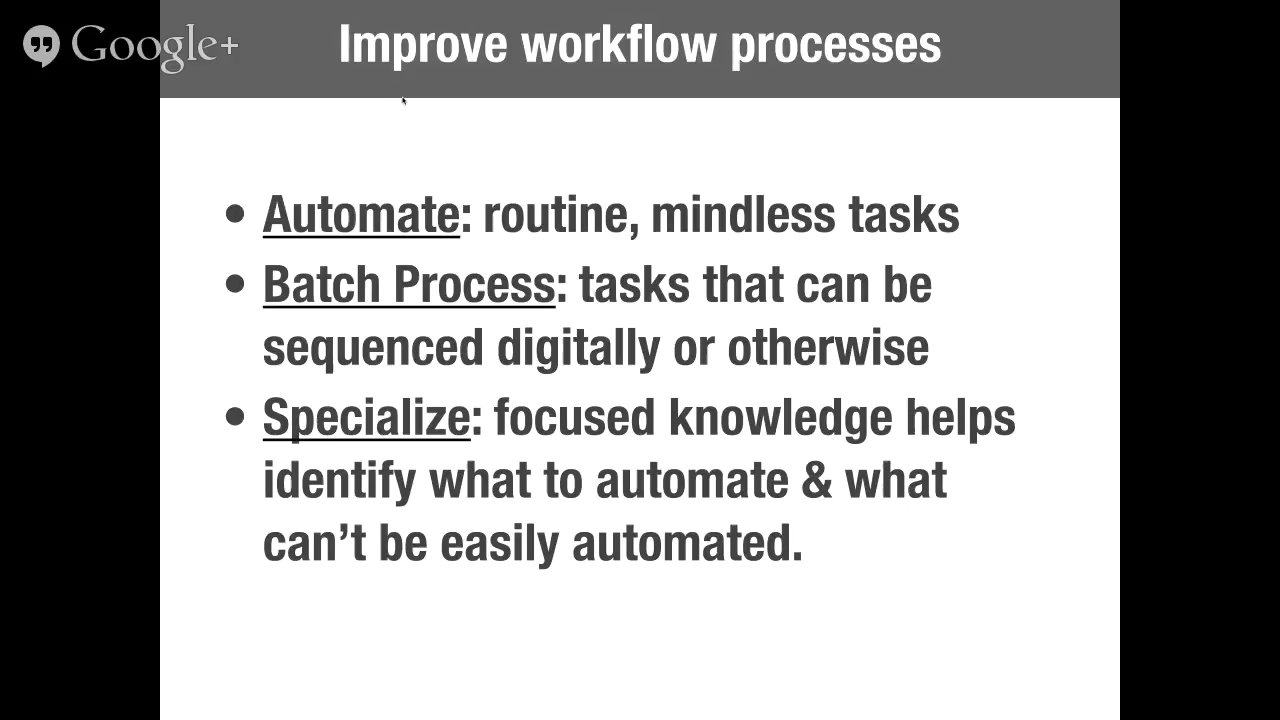 Google+
Improve workflow processes
• Automate: routine, mindless tasks
• Batch Process: tasks that can be
sequenced digitally or otherwise
• Specialize: focused knowledge helps
identify what to automate & what
can’t be easily automated.